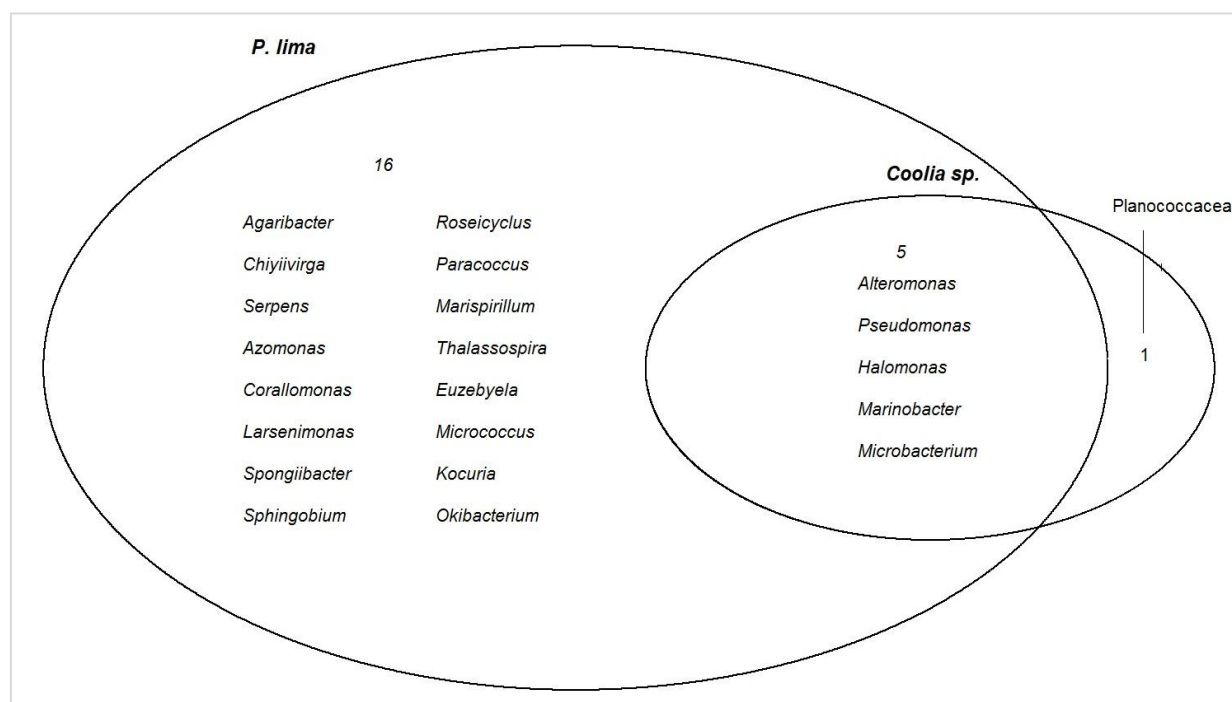 P. lima
16
Coolia sp.
Planococcacea
Agaribacter Roseicyclus
5
Chiyiivirga Paracoccus
Alteromonas
Serpens Marispirillum
Pseudomonas
Azomonas Thalassospira
1
Halomonas
Corallomonas Euzebyela
Marinobacter
Larsenimonas Micrococcus
Microbacterium
Spongiibacter Kocuria
Sphingobium Okibacterium